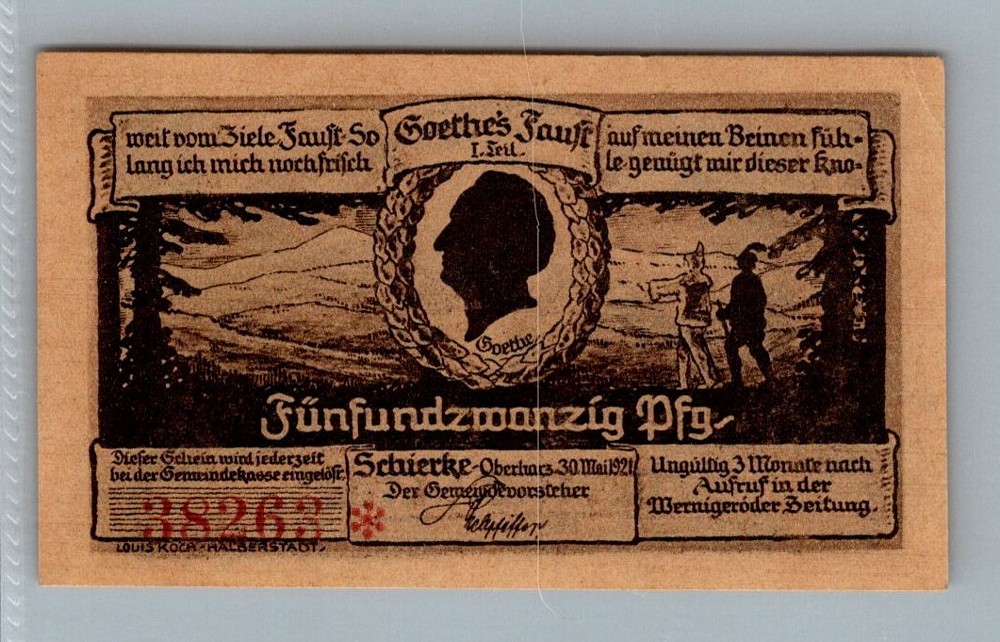 Goethe's Faust
I. Teil.
weit vom Ziele Faust-So
lang ich mich noch frisch
auf meinen Beinen füh-
le genügt mir dieser Kno-
Goethe
Fünfundzwanzig Pfg.
Dieser Schein wird jederzeit
bei der Gemeindekasse eingelöst.
38263
LOUIS KOCH-HALBERSTADT.
Schierke-Oberharz. 30. Mai 1921
Der Gemeindevorsteher
Ungültig 3 Monate nach
Aufruf in der
Wernigeröder Zeitung.